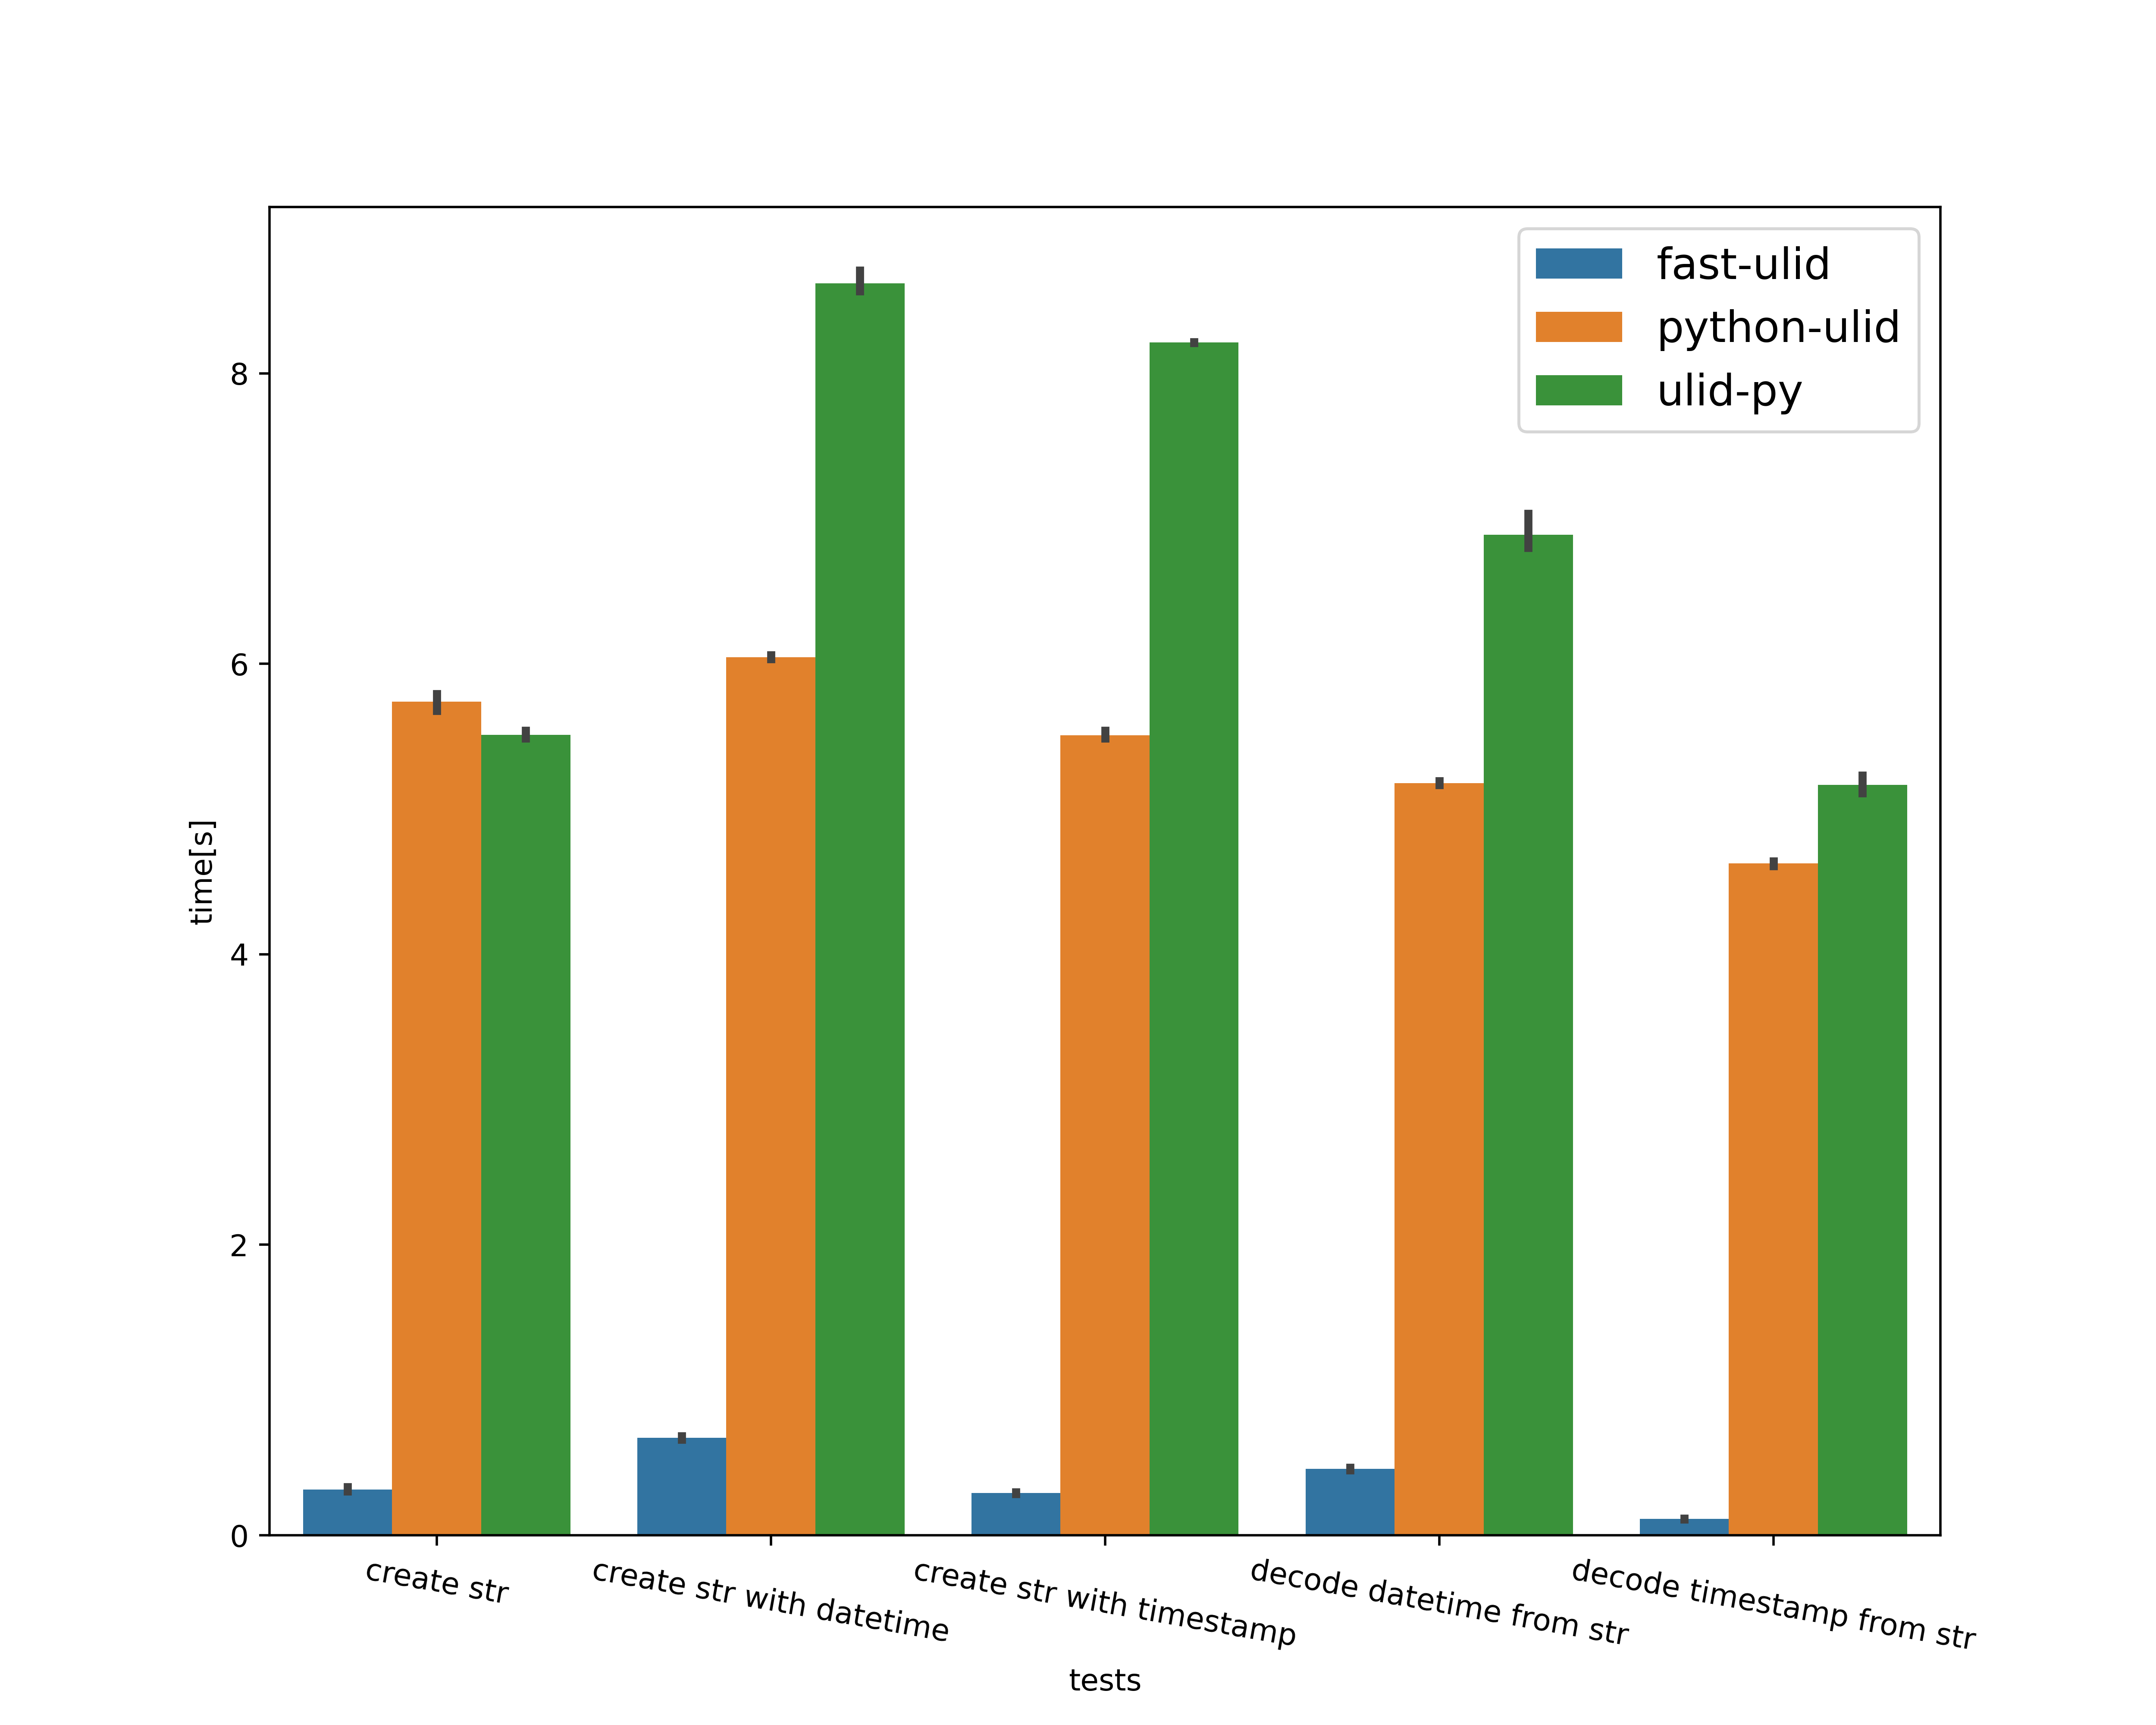 fast-ulid
python-ulid
ulid-py
8
6
4
2
0
time[s]
create str
create str with datetime
create str with timestamp
decode datetime from str
decode timestamp from str
tests